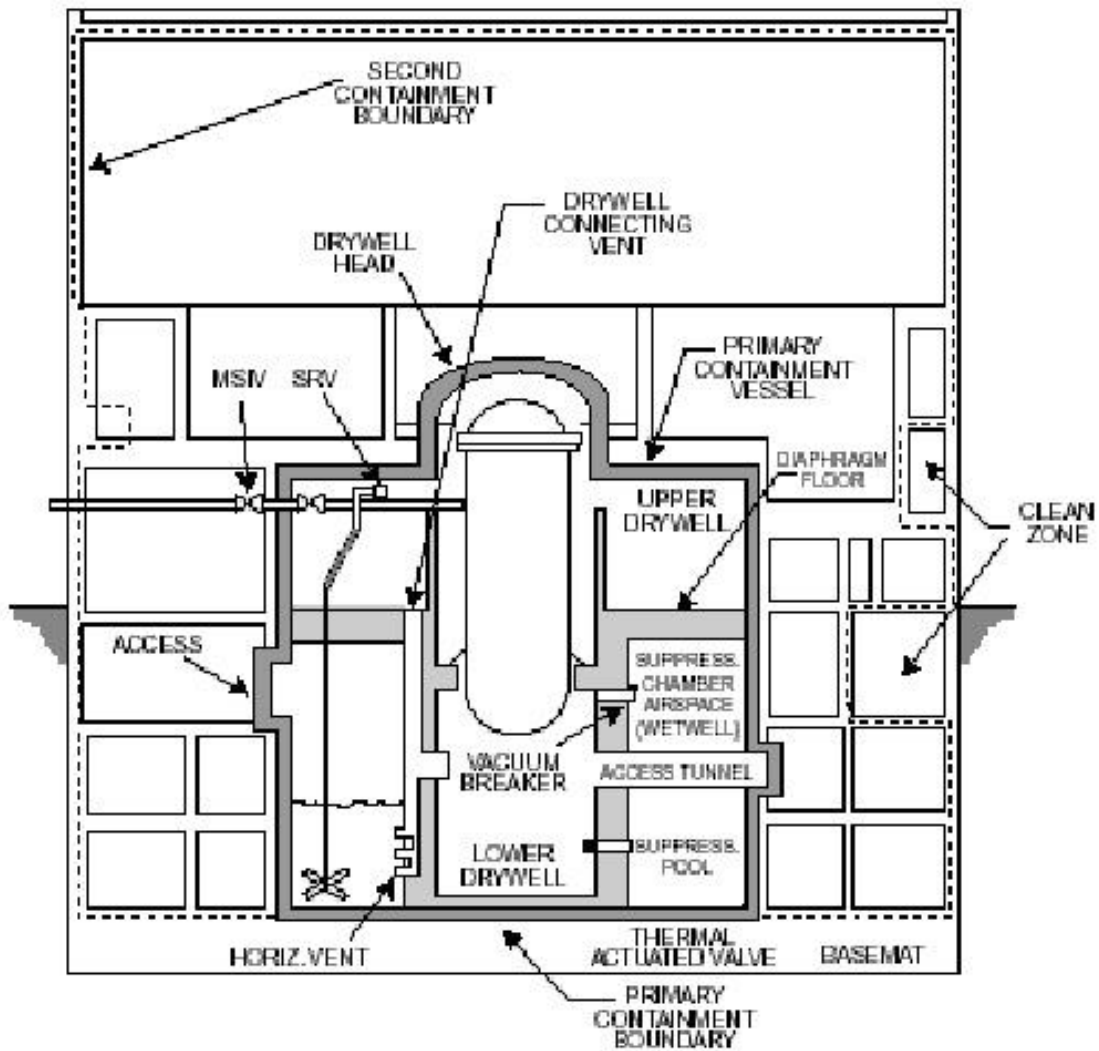 SECOND
CONTAINMENT
BOUNDARY
DRYWELL
CONNECTING
VENT
DRYWELL
HEAD
MSIV
SRV
PRIMARY
CONTAINMENT
VESSEL
DIAPHRAGM
FLOOR
UPPER
DRYWELL
CLEAN
ZONE
ACCESS
SUPPRESS.
CHAMBER
AIRSPACE
(WETWELL)
VACUUM
BREAKER
ACCESS TUNNEL
LOWER
DRYWELL
SUPPRESS.
POOL
HORIZ.VENT
THERMAL
ACTUATED VALVE
BASEMAT
PRIMARY
CONTAINMENT
BOUNDARY